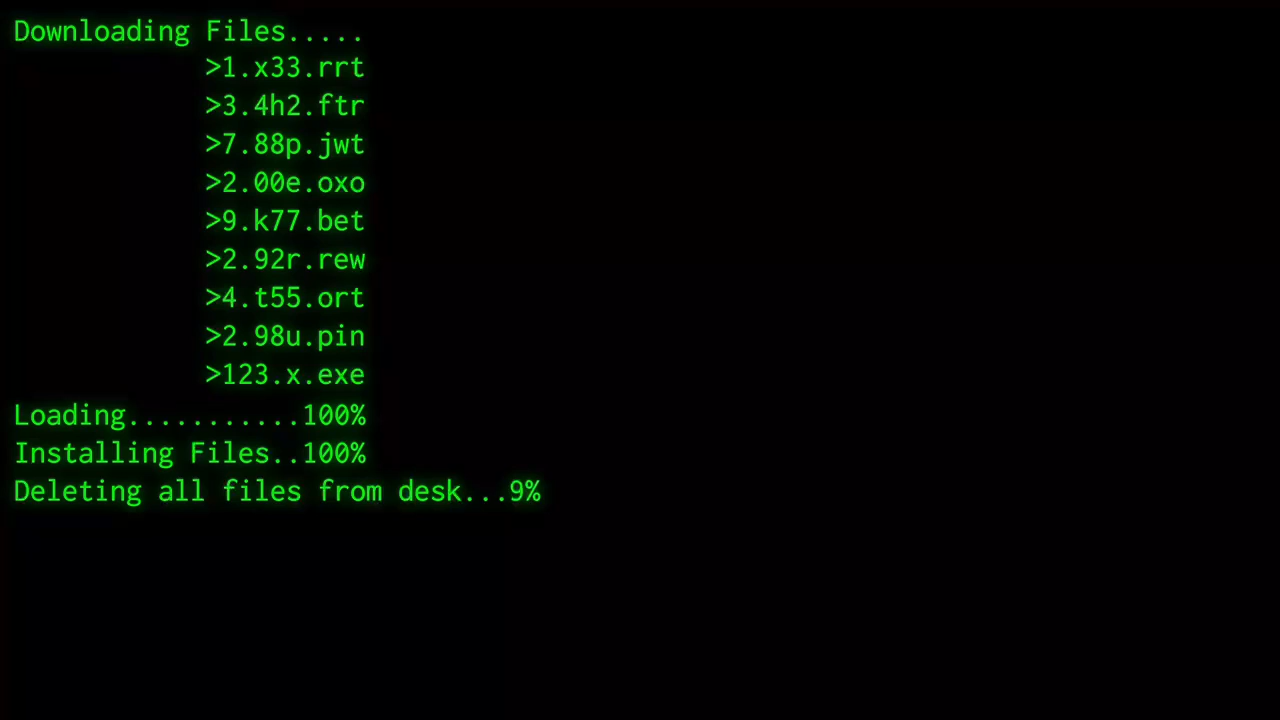 Downloading Files.....
>1.x33.rrt
>3.4h2.ftr
>7.88p.jwt
>2.00e.oxo
>9.k77.bet
>2.92r.rew
>4.t55.ort
>2.98u.pin
>123.x.exe
Loading...........100%
Installing Files..100%
Deleting all files from desk...9%